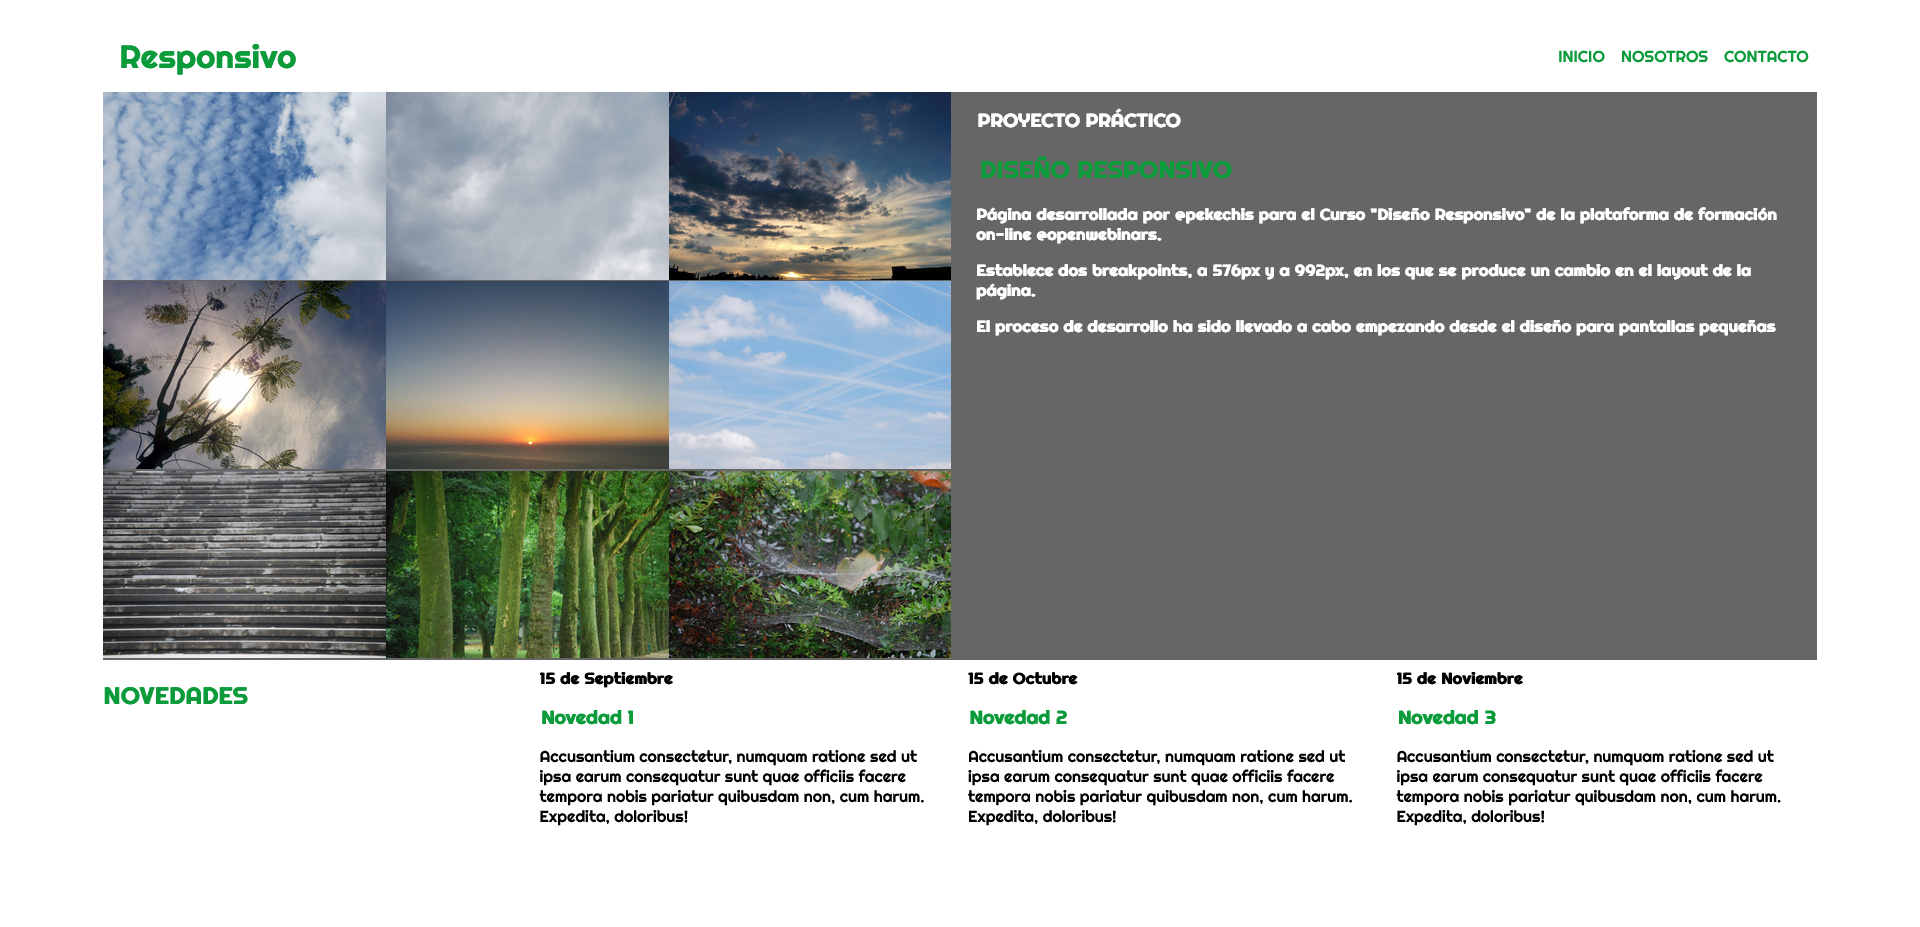 Responsivo
INICIO NOSOTROS CONTACTO
PROYECTO PRÁCTICO
DISEÑO RESPONSIVO
Página desarrollada por @pekechis para el Curso "Diseño Responsivo" de la plataforma de formación
on-line @openwebinars.
Establece dos breakpoints, a 576px y a 992px, en los que se produce un cambio en el layout de la
página.
El proceso de desarrollo ha sido llevado a cabo empezando desde el diseño para pantallas pequeñas
NOVEDADES
15 de Septiembre
Novedad 1
Accusantium consectetur, numquam ratione sed ut
ipsa earum consequatur sunt quae officiis facere
tempora nobis pariatur quibusdam non, cum harum.
Expedita, doloribus!
15 de Octubre
Novedad 2
Accusantium consectetur, numquam ratione sed ut
ipsa earum consequatur sunt quae officiis facere
tempora nobis pariatur quibusdam non, cum harum.
Expedita, doloribus!
15 de Noviembre
Novedad 3
Accusantium consectetur, numquam ratione sed ut
ipsa earum consequatur sunt quae officiis facere
tempora nobis pariatur quibusdam non, cum harum.
Expedita, doloribus!